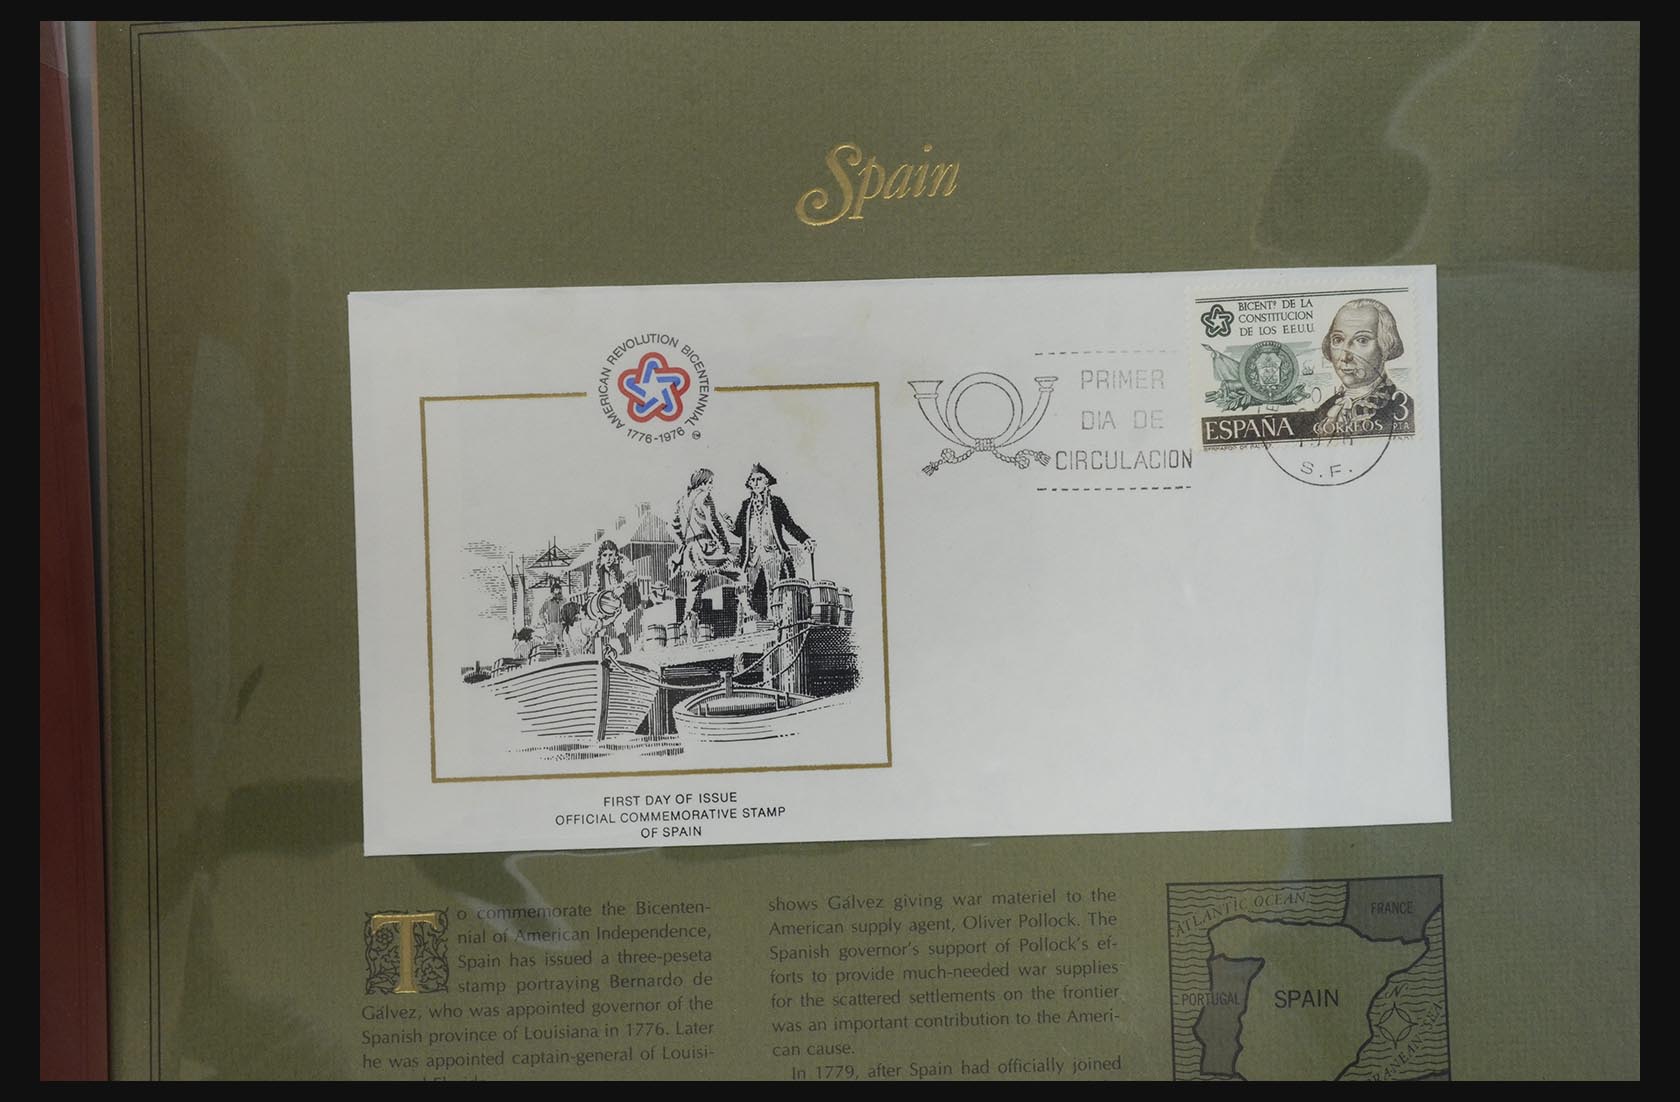 Spain
AMERICAN REVOLUTION BICENTENNIAL
1776-1976
BICENTº DE LA
CONSTITUCION
DE LOS E.E.U.U.
3
ESPAÑA CORREOS PTA
PRIMER
DIA DE
CIRCULACION
S.F.
FIRST DAY OF ISSUE
OFFICIAL COMMEMORATIVE STAMP
OF SPAIN
To commemorate the Bicenten-
nial of American Independence,
Spain has issued a three-peseta
stamp portraying Bernardo de
Gálvez, who was appointed governor of the
Spanish province of Louisiana in 1776. Later
he was appointed captain-general of Louisi-
shows Gálvez giving war materiel to the
American supply agent, Oliver Pollock. The
Spanish governor's support of Pollock's ef-
forts to provide much-needed war supplies
for the scattered settlements on the frontier
was an important contribution to the Ameri-
can cause.
In 1779, after Spain had officially joined
ATLANTIC OCEAN
FRANCE
PORTUGAL
SPAIN
N